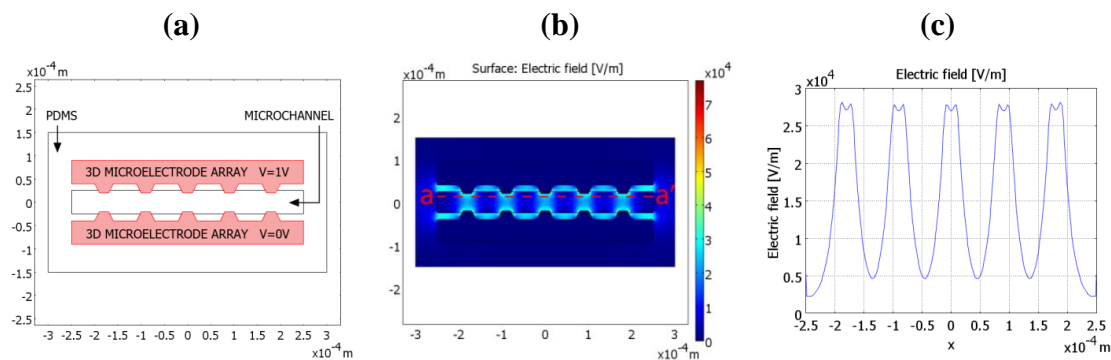 (a)
(b)
(c)
x10⁻⁴ m
2.5
2
1.5
1
0.5
0
-0.5
-1
-1.5
-2
-2.5
PDMS
MICROCHANNEL
3D MICROELECTRODE ARRAY V=1V
3D MICROELECTRODE ARRAY V=0V
-3 -2.5 -2 -1.5 -1 -0.5 0 0.5 1 1.5 2 2.5 3
x10⁻⁴ m
x10⁻⁴ m
Surface: Electric field [V/m]
2
1
0
-1
-2
a a'
-3 -2 -1 0 1 2 3
x10⁻⁴ m
x10⁴
7
6
5
4
3
2
1
0
Electric field [V/m]
x10⁴
3
2.5
2
1.5
1
0.5
0
Electric field [V/m]
-2.5 -2 -1.5 -1 -0.5 0 0.5 1 1.5 2 2.5
x
x10⁻⁴ m